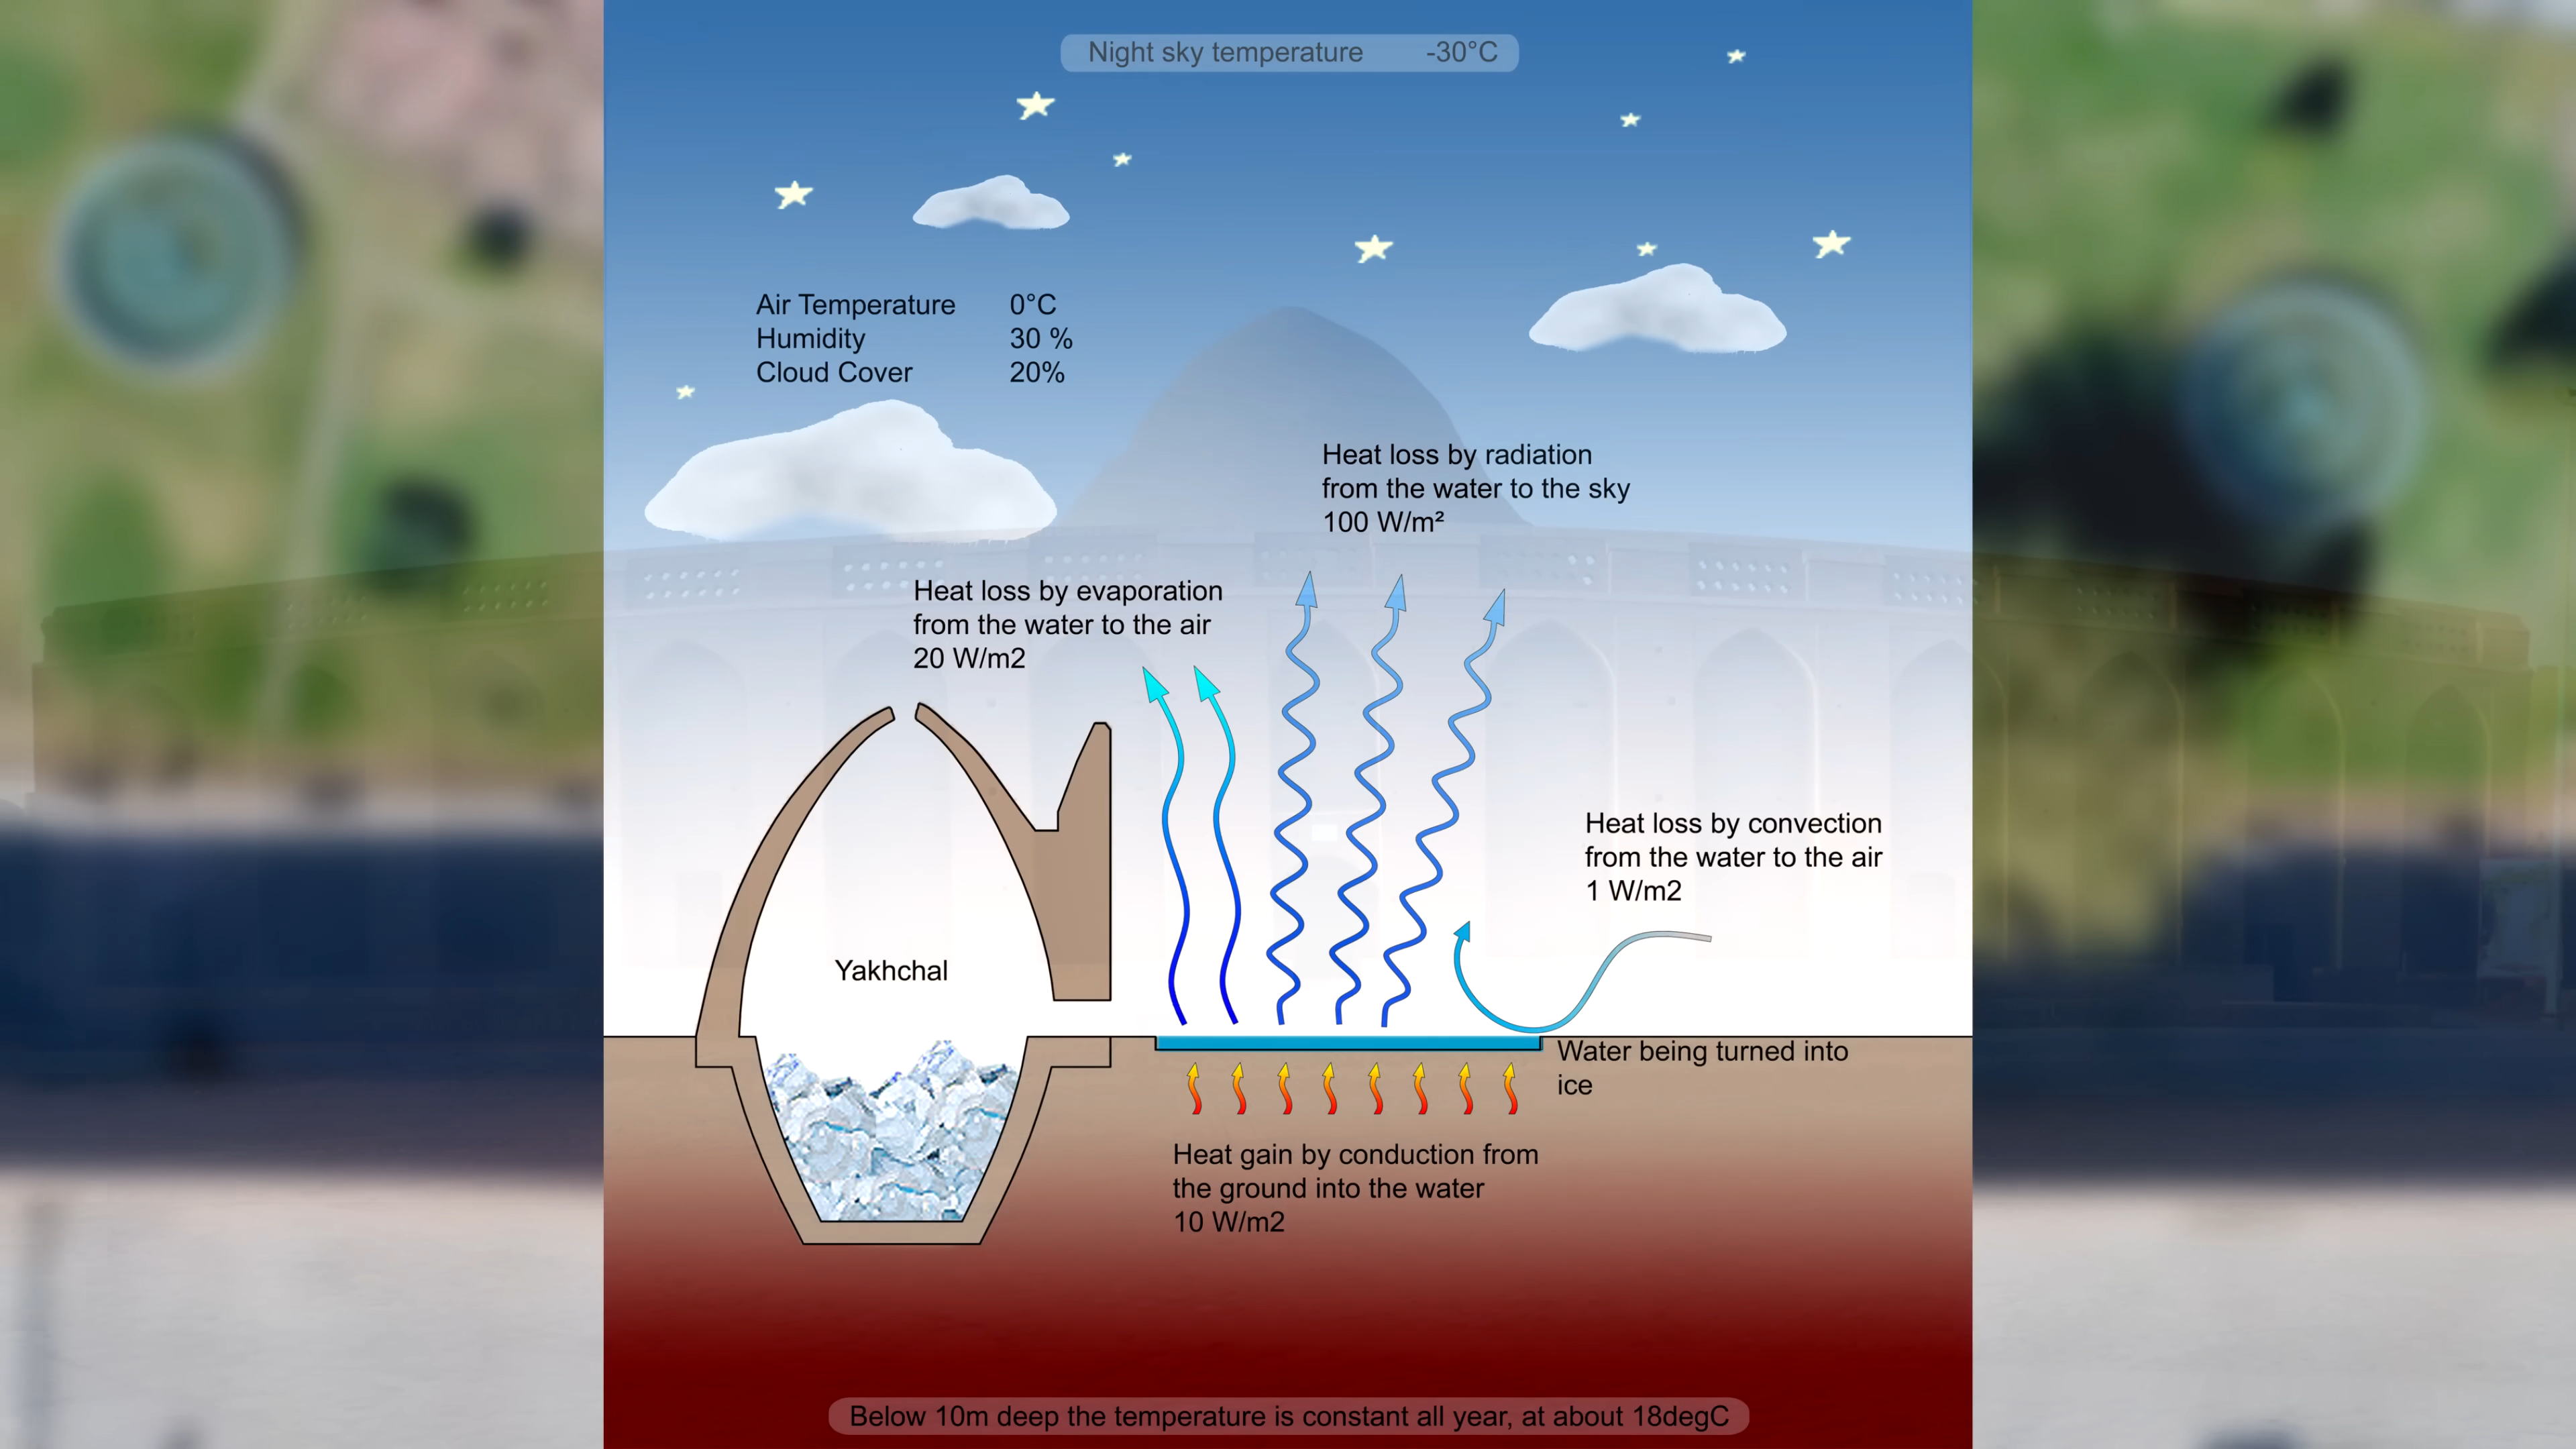 Night sky temperature -30°C
Air Temperature 0°C
Humidity 30 %
Cloud Cover 20%
Heat loss by radiation
from the water to the sky
100 W/m²
Heat loss by evaporation
from the water to the air
20 W/m2
Heat loss by convection
from the water to the air
1 W/m2
Yakhchal
Water being turned into
ice
Heat gain by conduction from
the ground into the water
10 W/m2
Below 10m deep the temperature is constant all year, at about 18degC